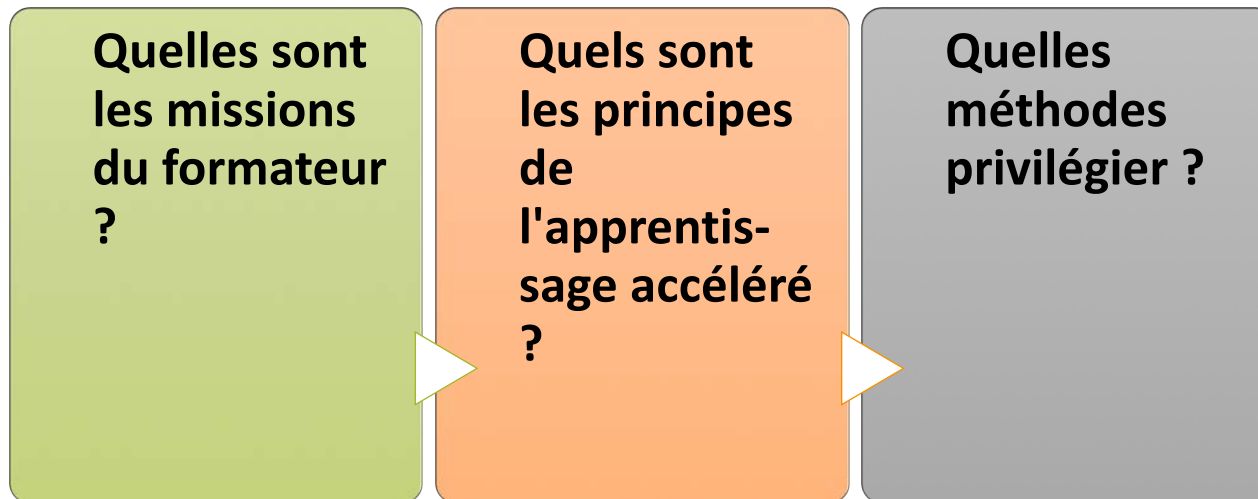 Quelles sont
les missions
du formateur
?
Quels sont
les principes
de
l'apprentis-
sage accéléré
?
Quelles
méthodes
privilégier ?